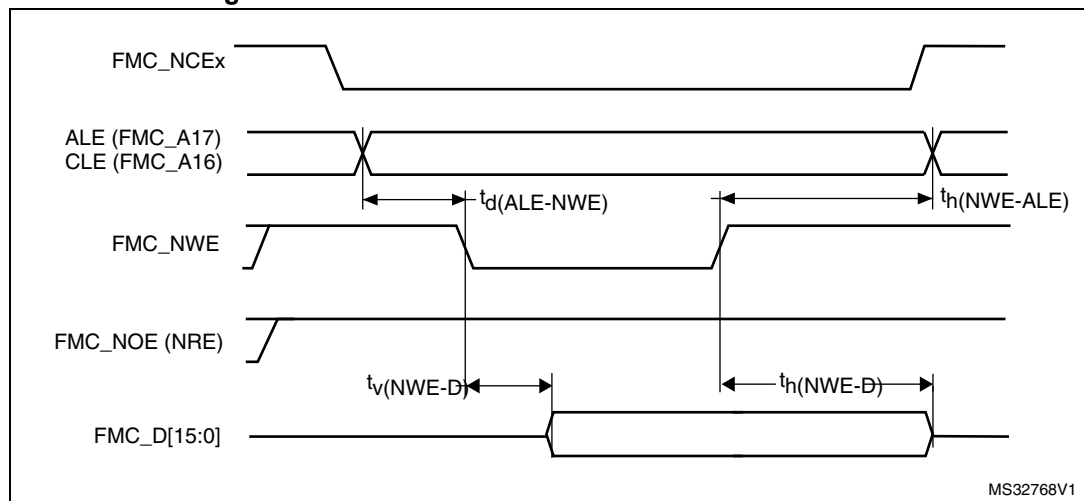 FMC_NCEx
ALE (FMC_A17)
CLE (FMC_A16)
td(ALE-NWE)
th(NWE-ALE)
FMC_NWE
FMC_NOE (NRE)
tv(NWE-D)
th(NWE-D)
FMC_D[15:0]
MS32768V1